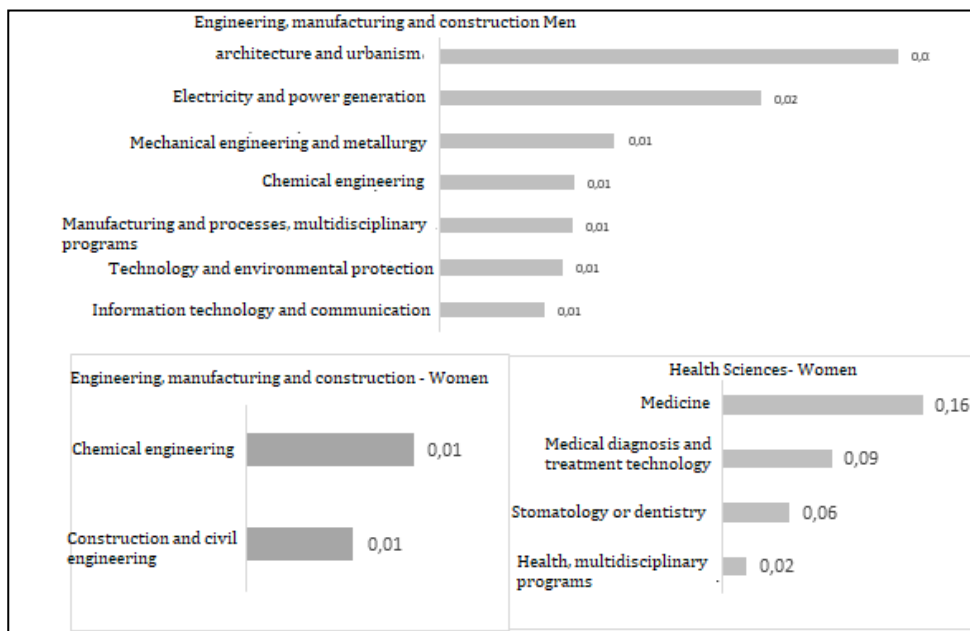 Engineering, manufacturing and construction Men
architecture and urbanism
Electricity and power generation
0,02
Mechanical engineering and metallurgy
0,01
Chemical engineering
0,01
Manufacturing and processes, multidisciplinary
programs
0,01
Technology and environmental protection
0,01
Information technology and communication
0,01
Engineering, manufacturing and construction - Women
Chemical engineering
0,01
Construction and civil
engineering
0,01
Health Sciences- Women
Medicine
0,16
Medical diagnosis and
treatment technology
0,09
Stomatology or dentistry
0,06
Health, multidisciplinary
programs
0,02